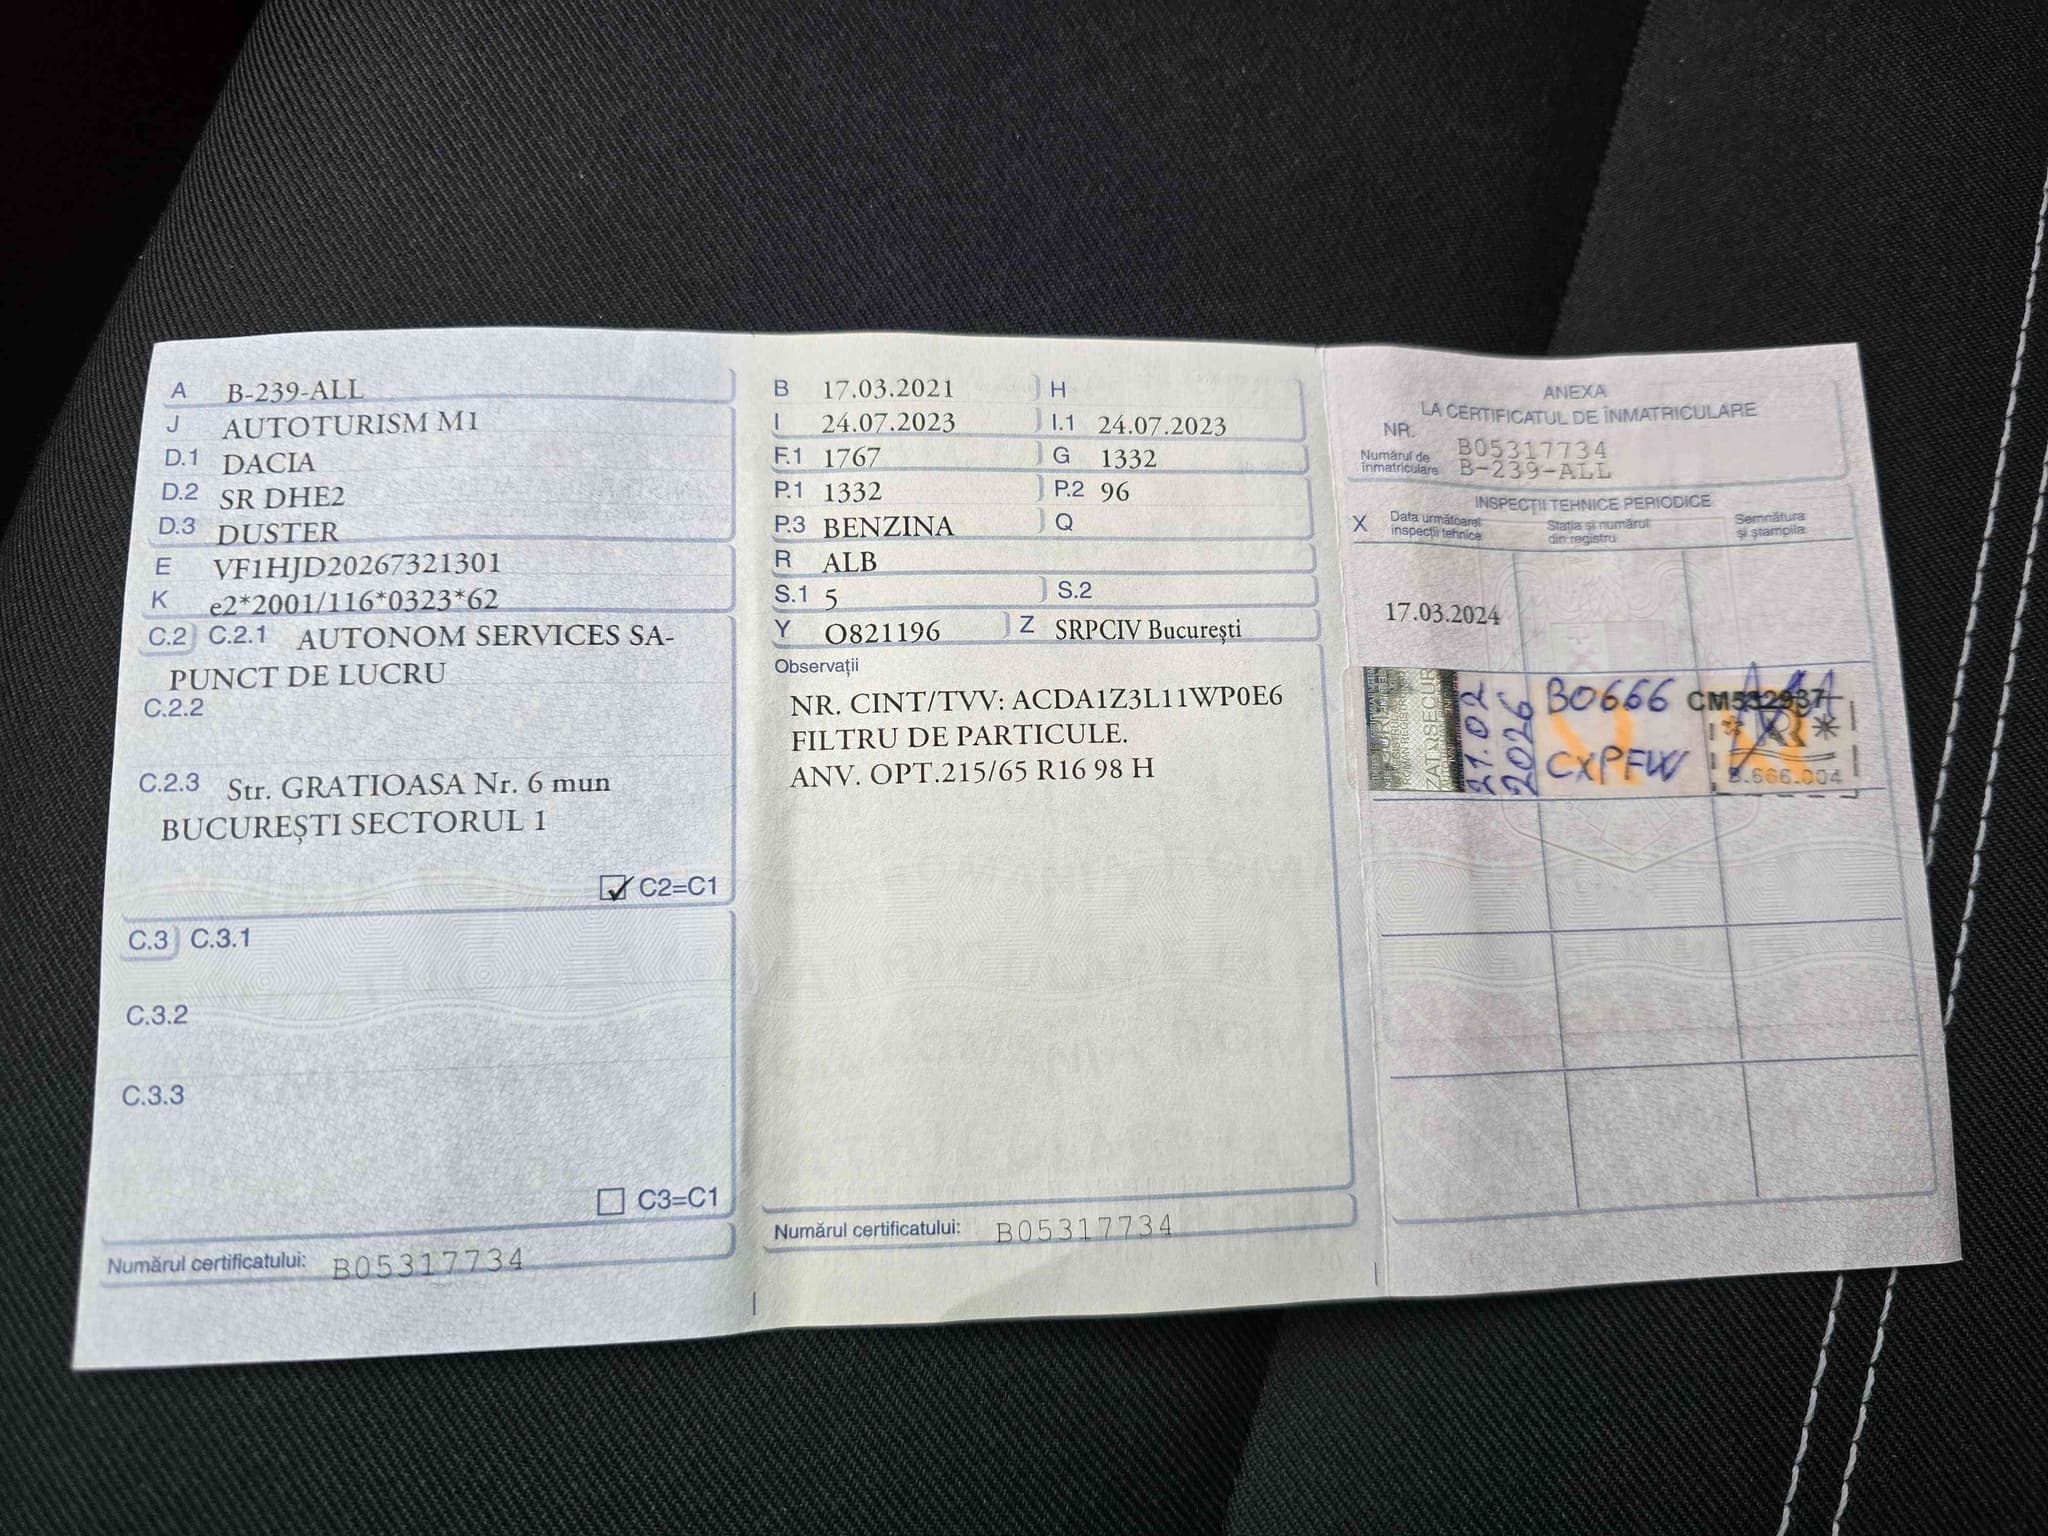 A B-239-ALL
J AUTOTURISM M1
D.1 DACIA
D.2 SR DHE2
D.3 DUSTER
E VF1HJD20267321301
K e2*2001/116*0323*62
C.2 C.2.1 AUTONOM SERVICES SA-
PUNCT DE LUCRU
C.2.2
C.2.3 Str. GRATIOASA Nr. 6 mun
BUCUREȘTI SECTORUL 1
C2=C1
C.3 C.3.1
C.3.2
C.3.3
C3=C1
Numărul certificatului: B05317734
B 17.03.2021 H
I 24.07.2023 I.1 24.07.2023
F.1 1767 G 1332
P.1 1332 P.2 96
P.3 BENZINA Q
R ALB
S.1 5 S.2
Y O821196 Z SRPCIV București
Observații
NR. CINT/TVV: ACDA1Z3L11WP0E6
FILTRU DE PARTICULE.
ANV. OPT.215/65 R16 98 H
Numărul certificatului: B05317734
ANEXA
LA CERTIFICATUL DE ÎNMATRICULARE
NR. B05317734
Numărul de înmatriculare B-239-ALL
INSPECȚII TEHNICE PERIODICE
X Data următoarei inspecții tehnice
Stația și numărul din registru
Semnătura și ștampila
17.03.2024
21.02
2026
B0666
CXPFW
CM532937
B.666.004